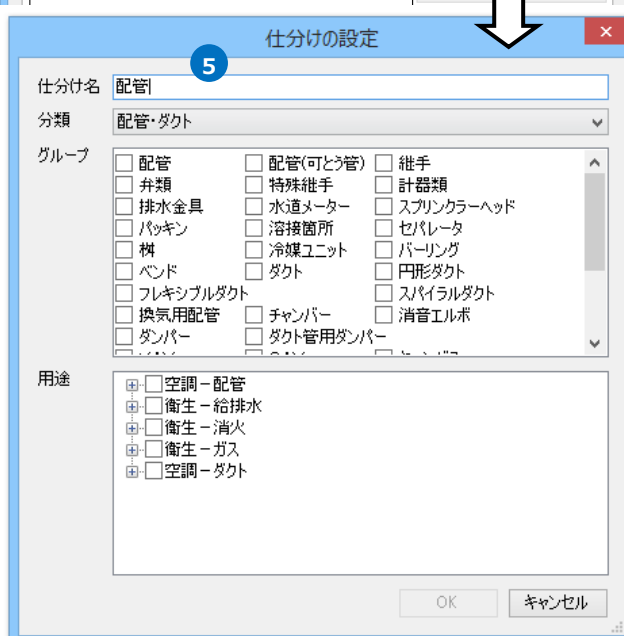 仕分けの設定
5
仕分け名 配管
分類 配管・ダクト
グループ 配管 配管(可とう管) 継手
弁類 特殊継手 計器類
排水金具 水道メーター スプリンクラーヘッド
パッキン 溶接箇所 セパレータ
桝 冷媒ユニット バーリング
ベンド ダクト 円形ダクト
フレキシブルダクト スパイラルダクト
換気用配管 チャンバー 消音エルボ
ダンパー ダクト管用ダンパー
用途 空調－配管
衛生－給排水
衛生－消火
衛生－ガス
空調－ダクト
OK キャンセル